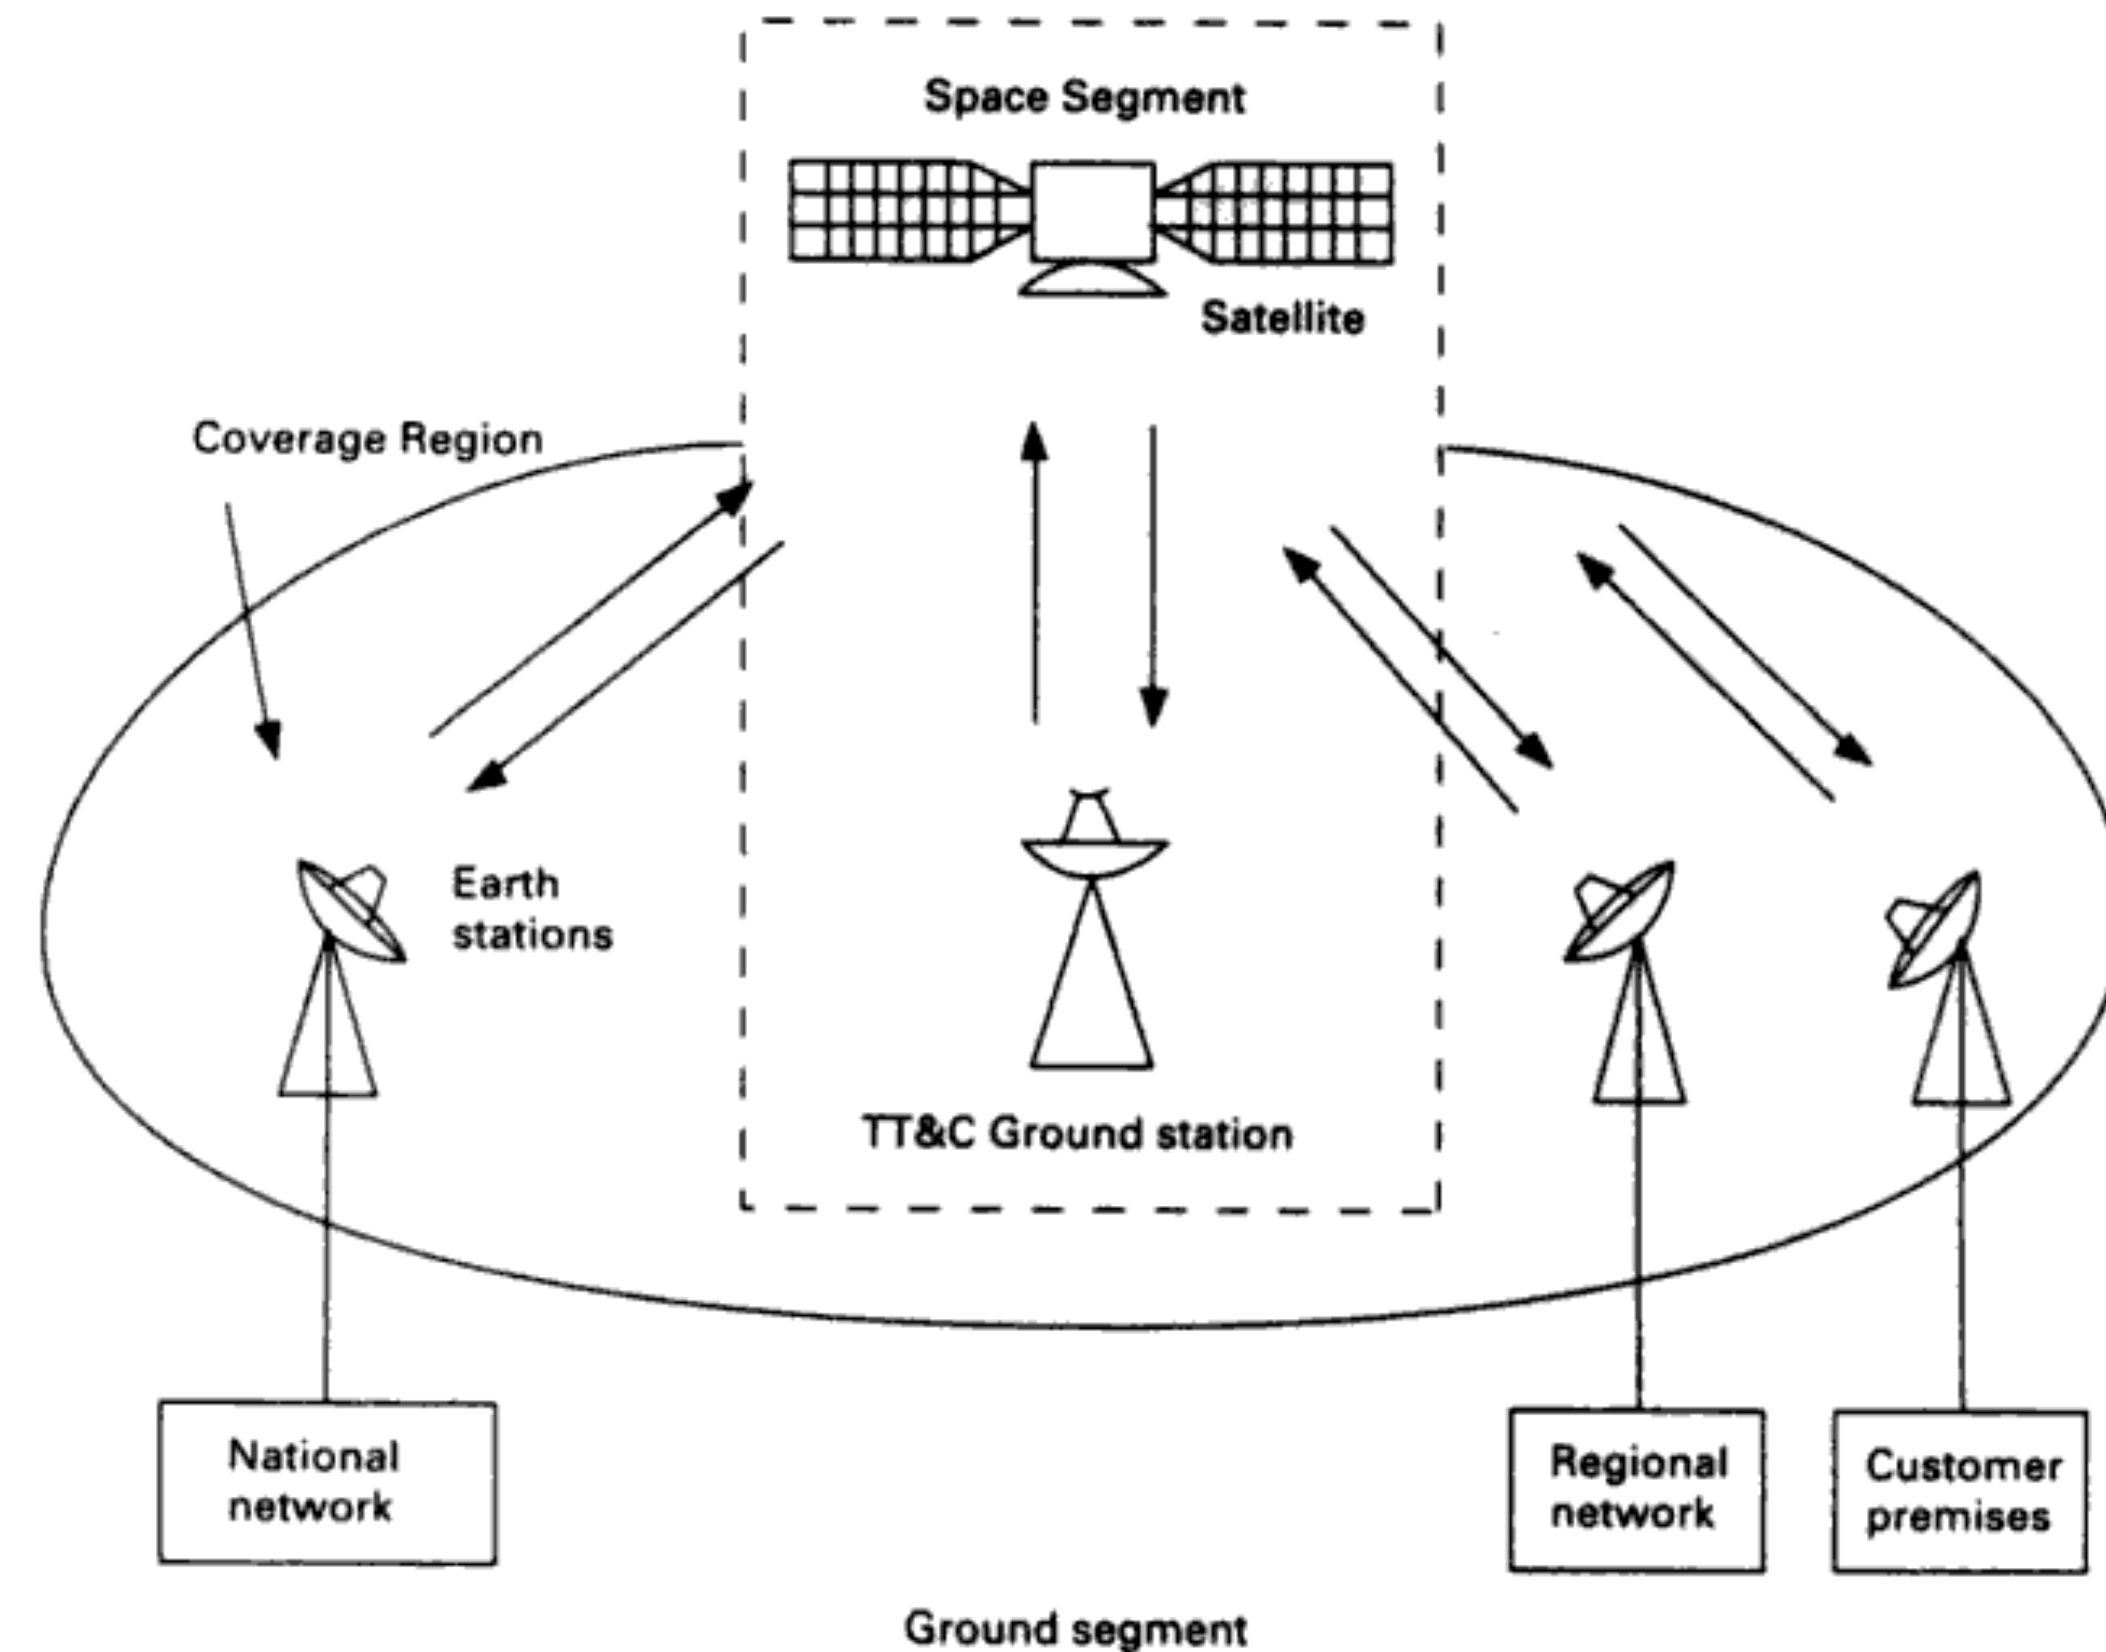 Space Segment
Satellite
Coverage Region
Earth
stations
TT&C Ground station
National
network
Regional
network
Customer
premises
Ground segment